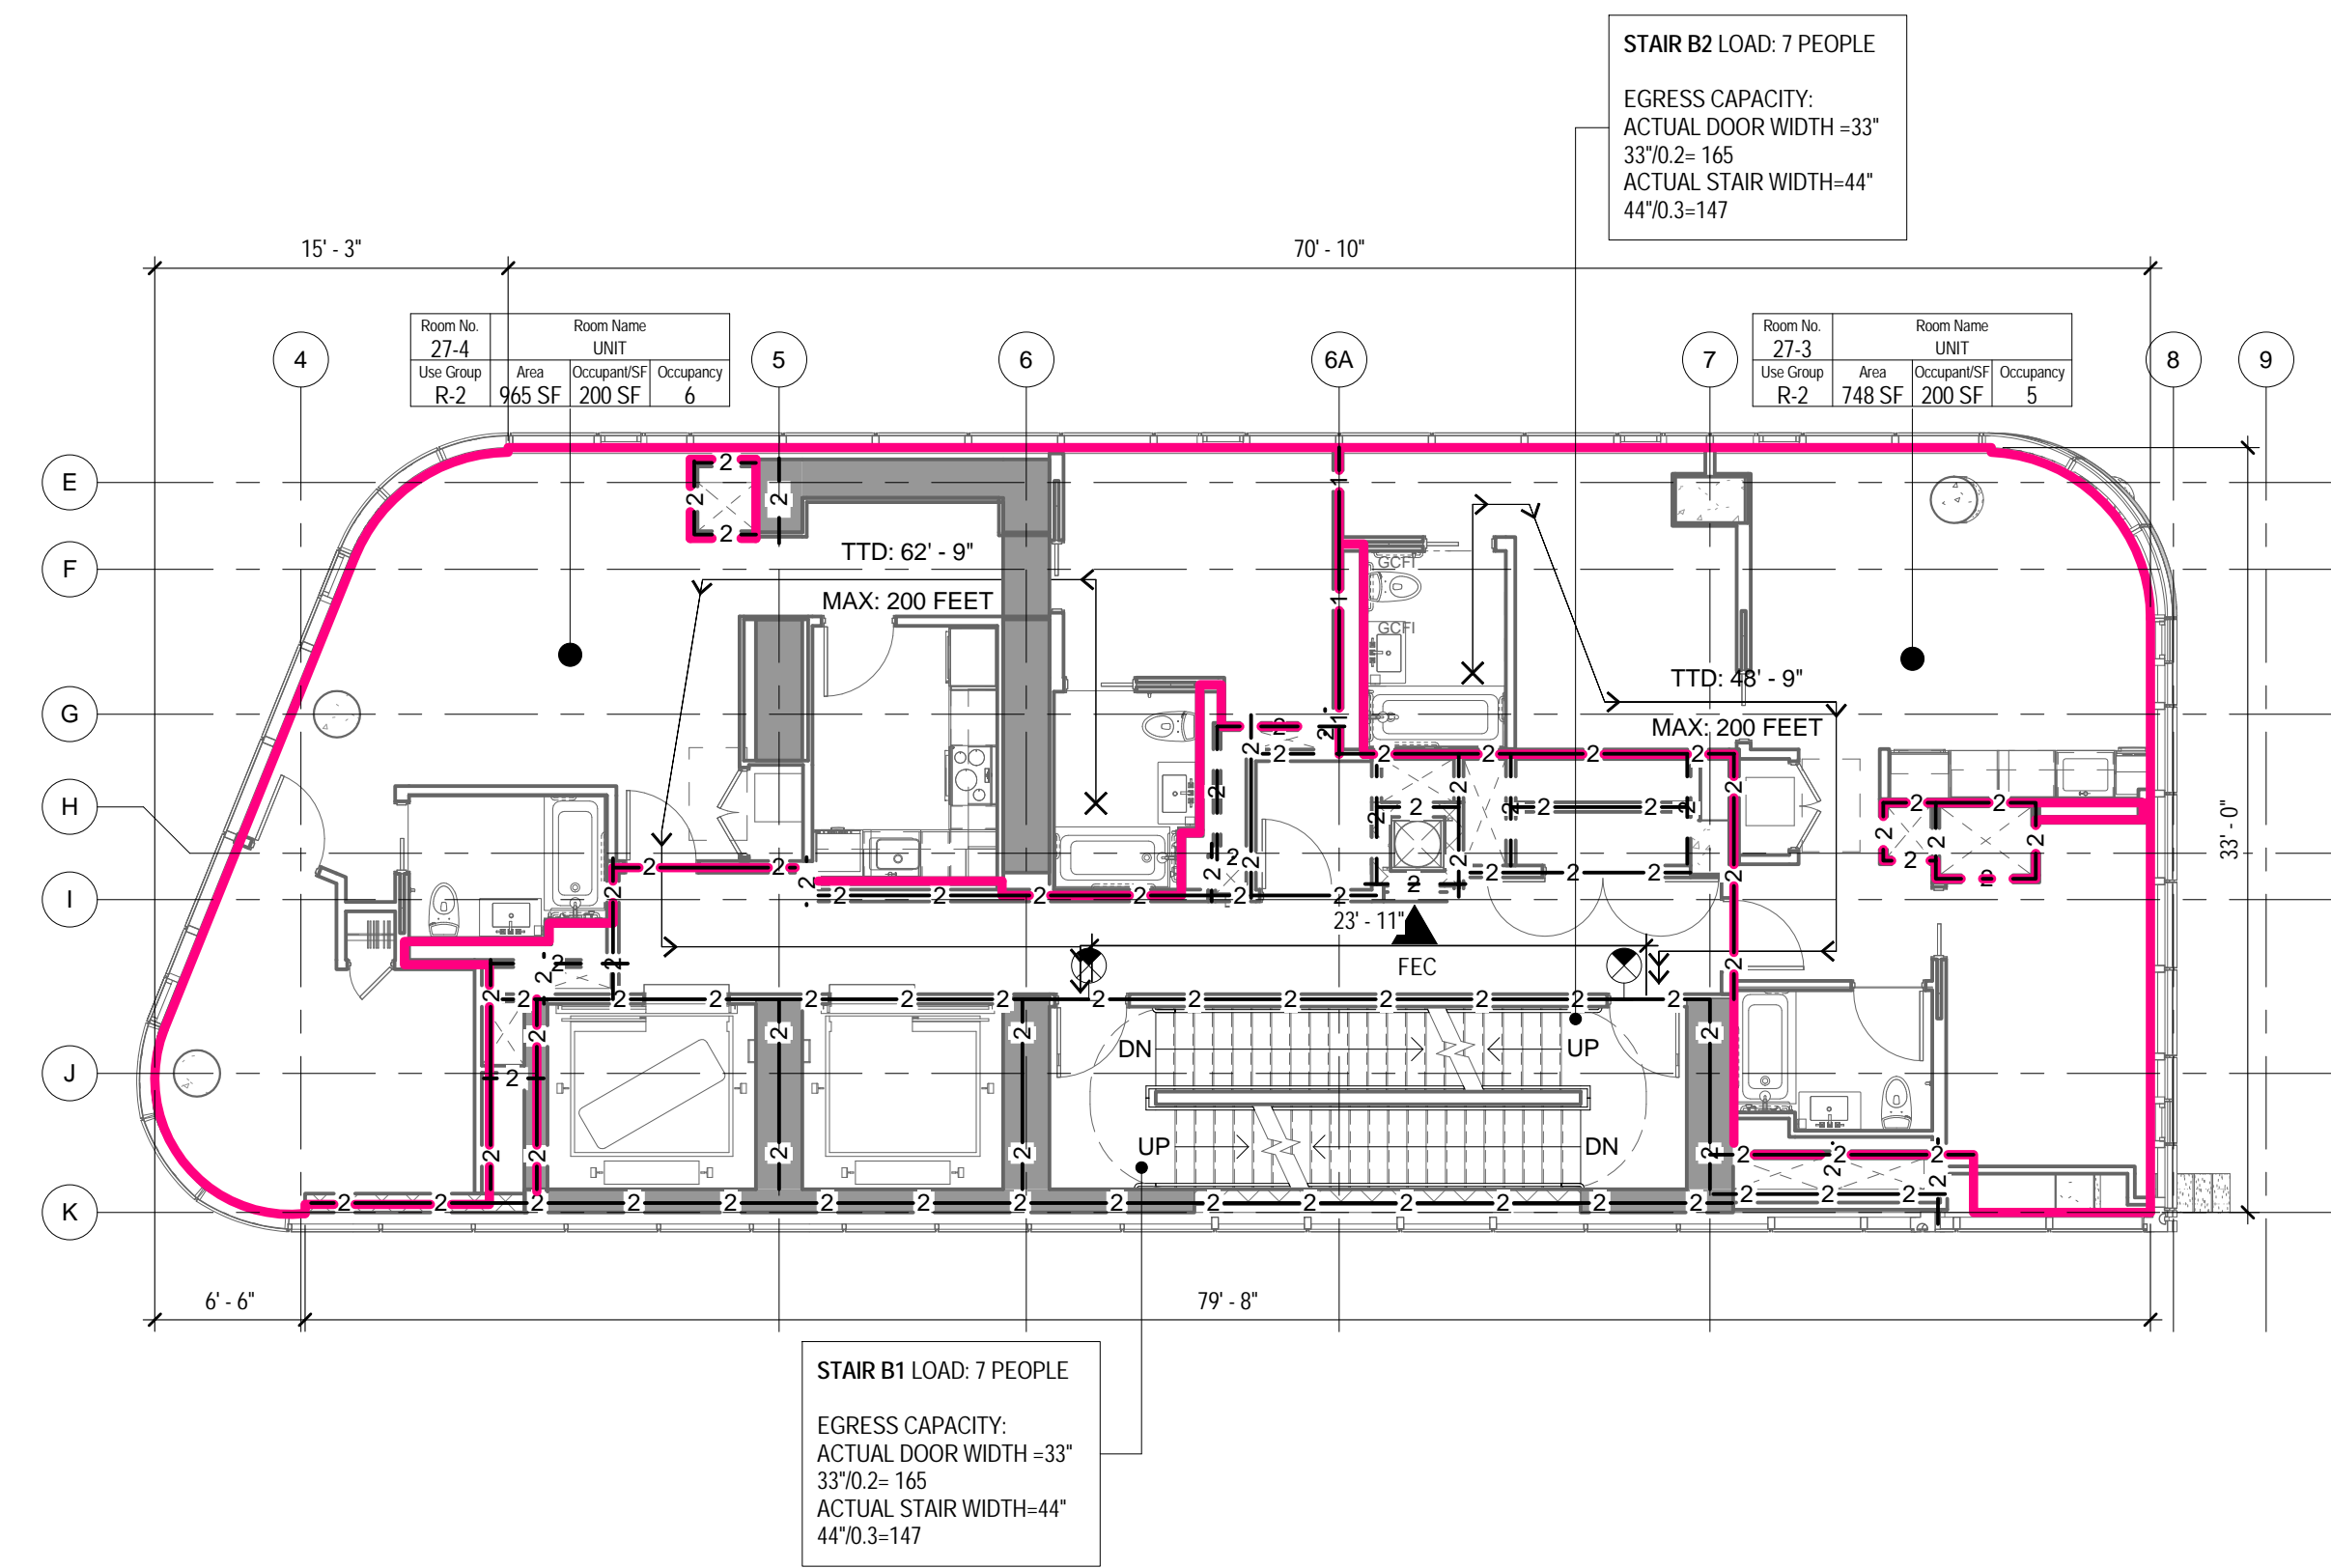 STAIR B2 LOAD: 7 PEOPLE
EGRESS CAPACITY:
ACTUAL DOOR WIDTH =33"
33"/0.2= 165
ACTUAL STAIR WIDTH=44"
44"/0.3=147
15' - 3"
70' - 10"
Room No. Room Name
27-4 UNIT
Use Group Area Occupant/SF Occupancy
R-2 965 SF 200 SF 6
Room No. Room Name
27-3 UNIT
Use Group Area Occupant/SF Occupancy
R-2 748 SF 200 SF 5
4 5 6 6A 7 8 9
E
F
G
H
I
J
K
TTD: 62' - 9"
MAX: 200 FEET
GCFI
GCFI
TTD: 48' - 9"
MAX: 200 FEET
33' - 0"
23' - 11"
FEC
DN UP
UP DN
6' - 6"
79' - 8"
STAIR B1 LOAD: 7 PEOPLE
EGRESS CAPACITY:
ACTUAL DOOR WIDTH =33"
33"/0.2= 165
ACTUAL STAIR WIDTH=44"
44"/0.3=147